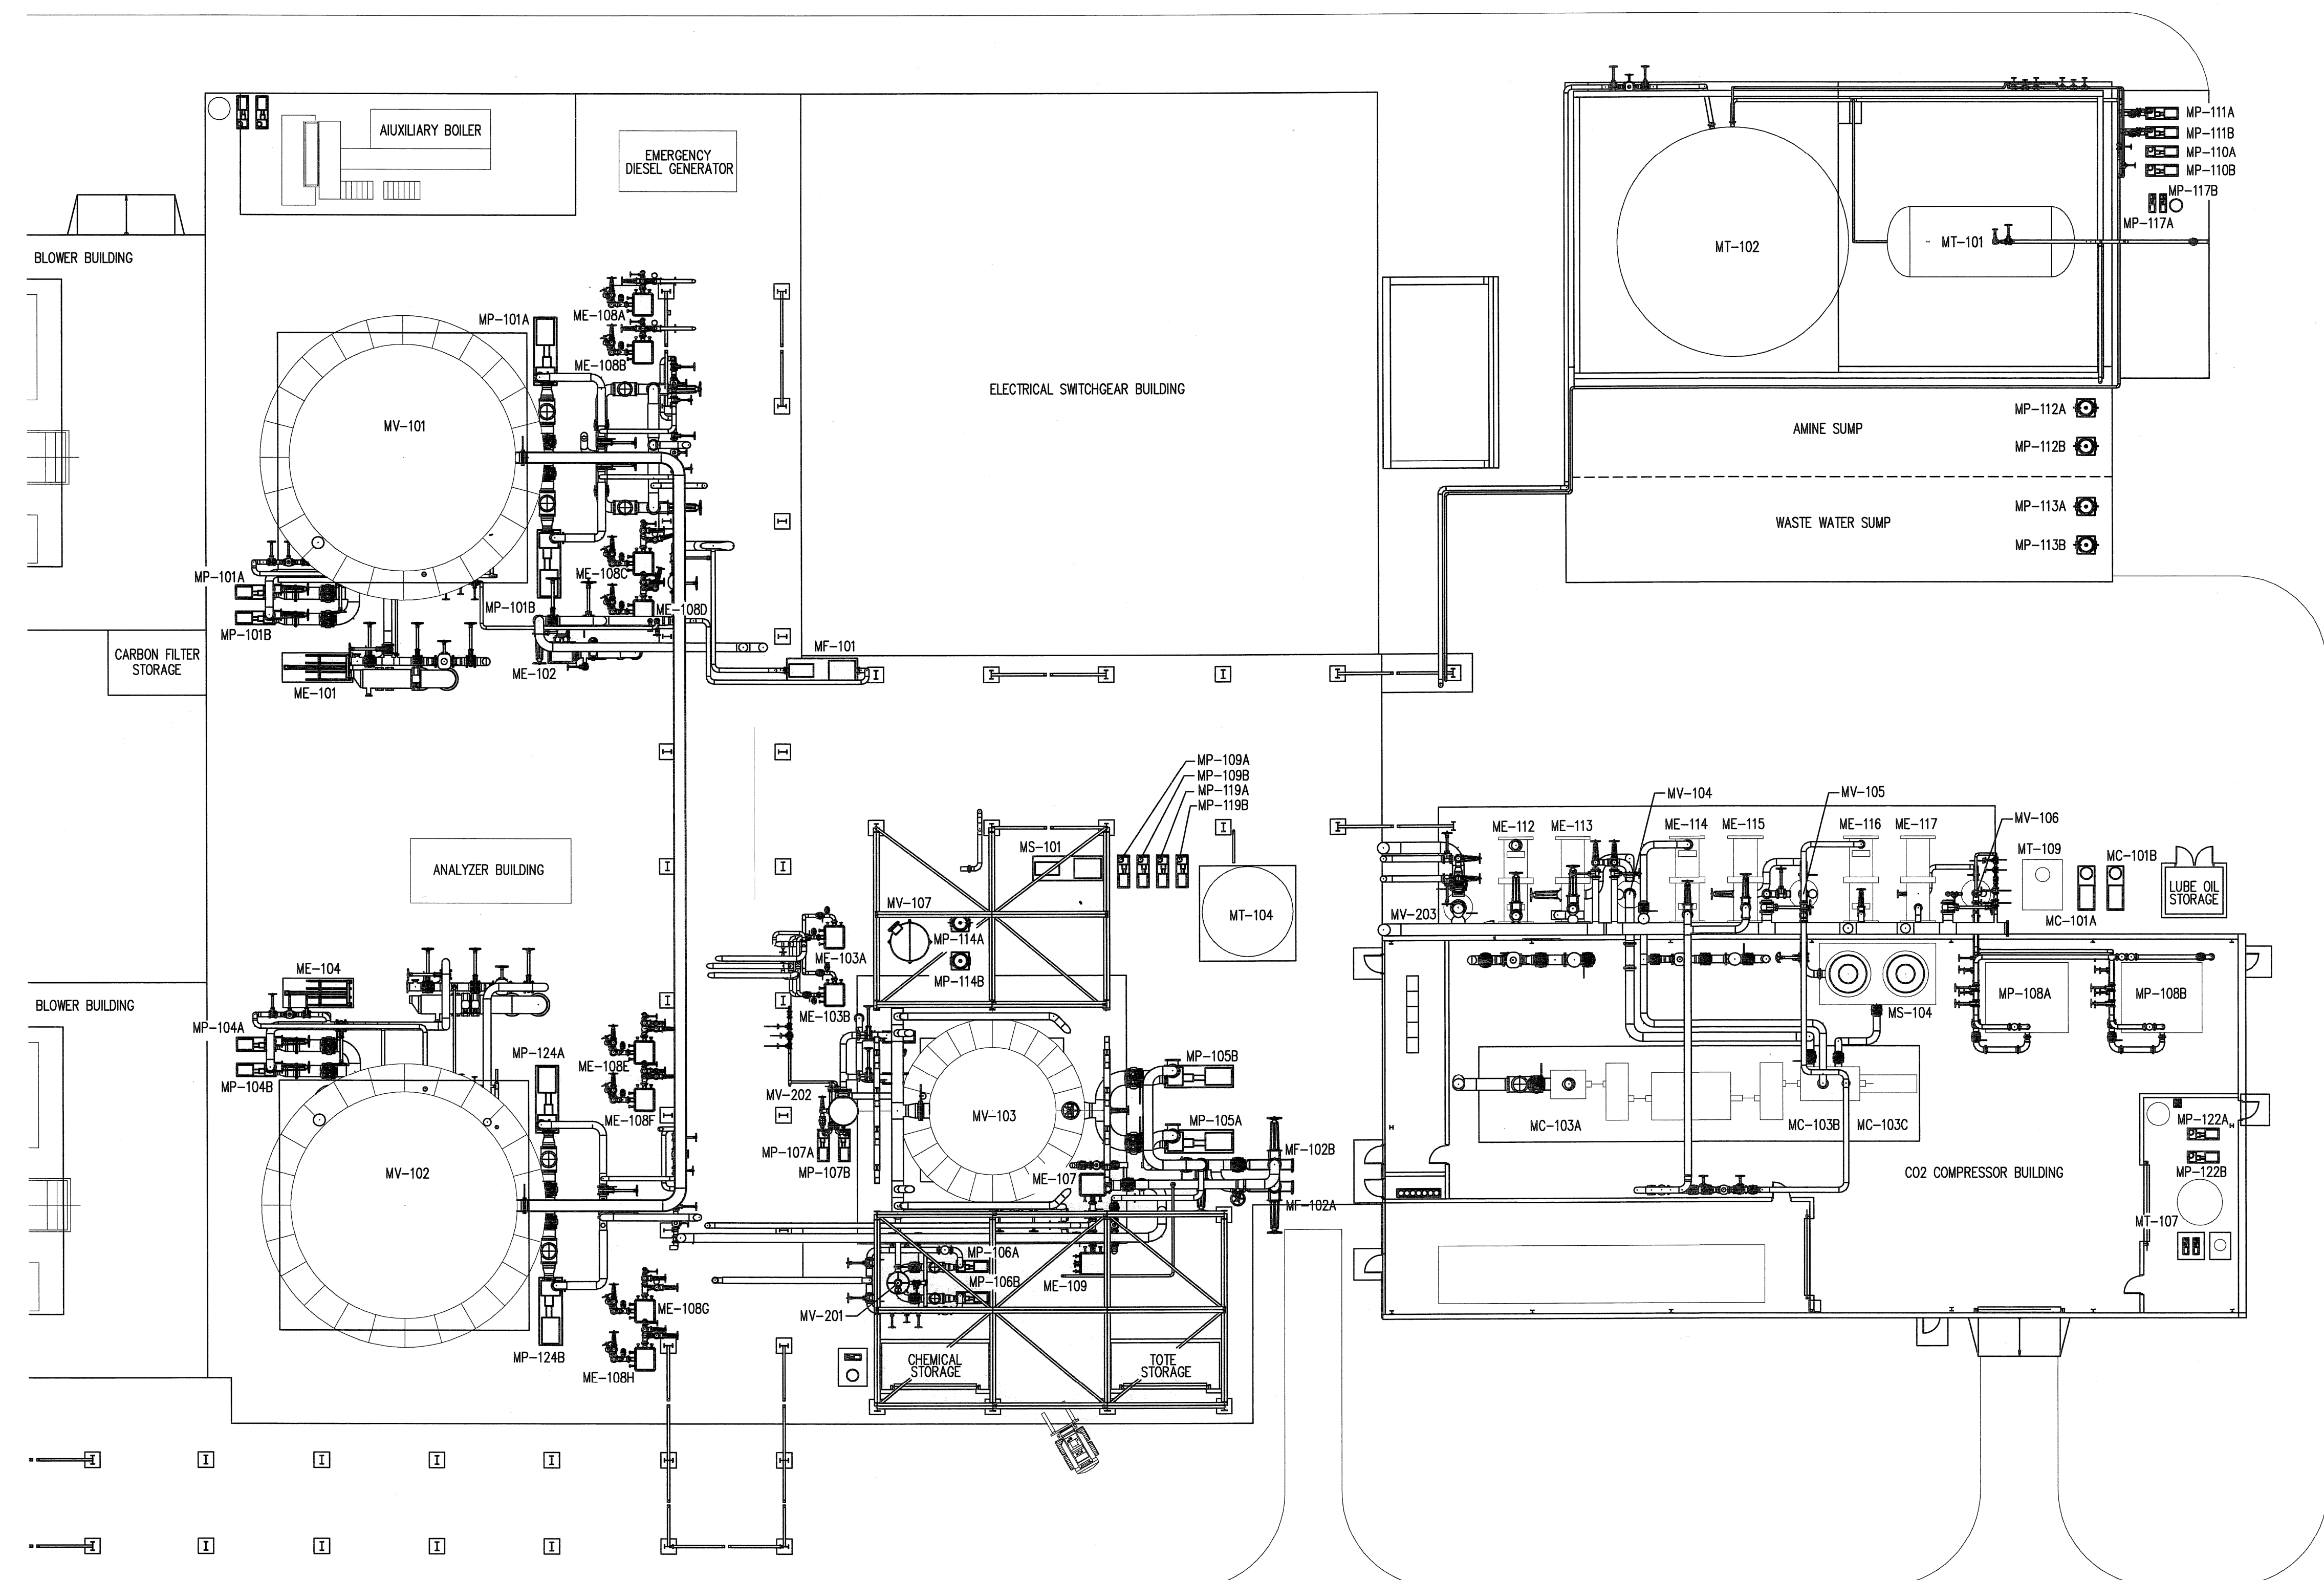 AIUXILIARY BOILER
EMERGENCY
DIESEL GENERATOR
MP-111A
MP-111B
MP-110A
MP-110B
MP-117B
MP-117A
BLOWER BUILDING
MT-102
MT-101
MP-101A
ME-108A
ME-108B
ELECTRICAL SWITCHGEAR BUILDING
MV-101
AMINE SUMP
MP-112A
MP-112B
WASTE WATER SUMP
MP-113A
MP-113B
MP-101A
MP-101B
ME-108C
MP-101B
ME-108D
CARBON FILTER
STORAGE
ME-101
ME-102
MF-101
MP-109A
MP-109B
MP-119A
MP-119B
MV-104
MV-105
MV-106
ME-112
ME-113
ME-114
ME-115
ME-116
ME-117
MS-101
MT-109
MC-101B
LUBE OIL
STORAGE
MC-101A
ANALYZER BUILDING
MV-107
MT-104
MV-203
MP-114A
ME-103A
MP-114B
ME-104
BLOWER BUILDING
ME-103B
MP-108A
MP-108B
MS-104
MP-104A
MP-104B
MP-124A
ME-108E
ME-108F
MV-202
MV-103
MP-105B
MP-105A
MC-103A
MC-103B
MC-103C
MP-122A
H
H
MP-107A
MP-107B
MF-102B
ME-107
MV-102
CO2 COMPRESSOR BUILDING
MP-122B
MF-102A
MT-107
MP-106A
MP-106B
ME-109
ME-108G
MV-201
MP-124B
ME-108H
CHEMICAL
STORAGE
TOTE
STORAGE